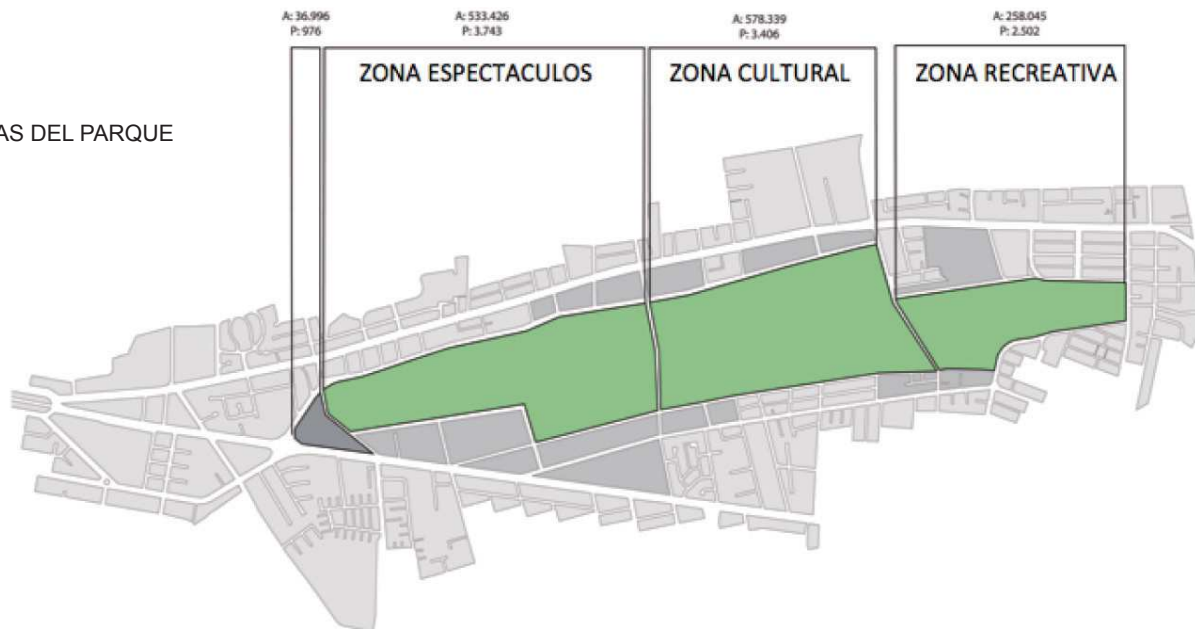 A: 36.996
P: 976
A: 533.426
P: 3.743
A: 578.339
P: 3.406
A: 258.045
P: 2.502
ZONA ESPECTACULOS
ZONA CULTURAL
ZONA RECREATIVA
AS DEL PARQUE